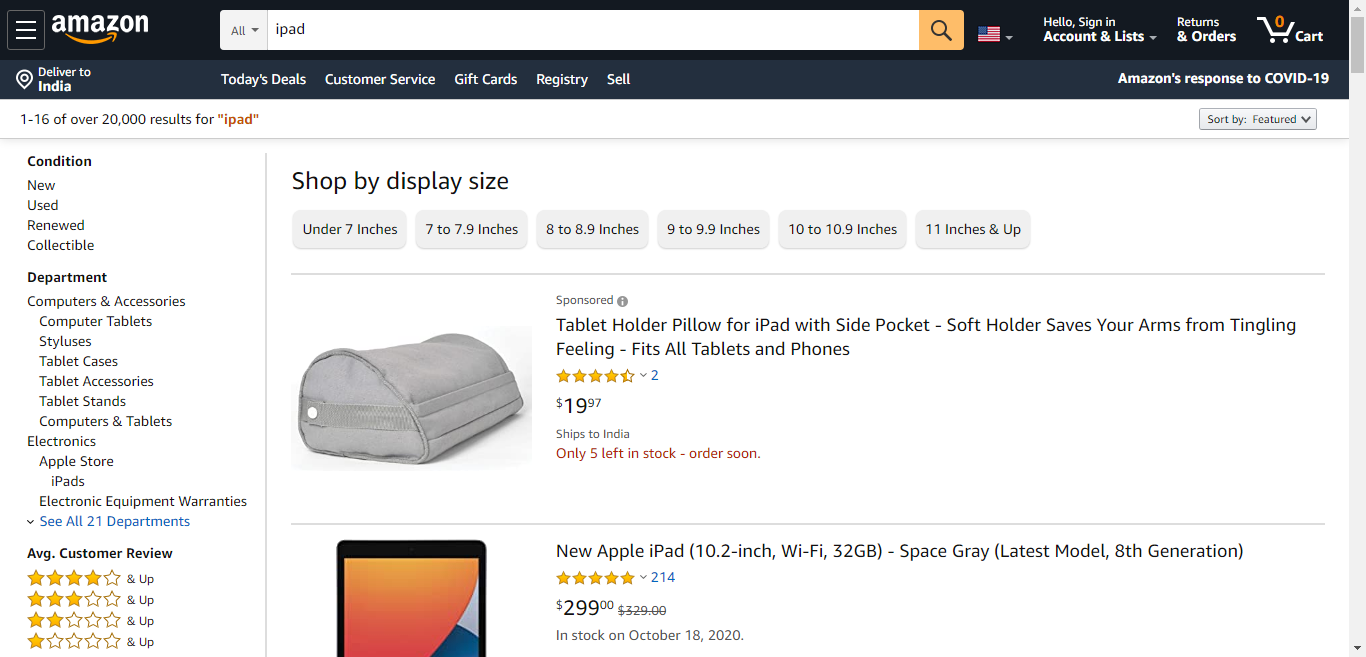 amazon
All
ipad
Hello, Sign in
Account & Lists
Returns
& Orders
0
Cart
Deliver to
India
Today's Deals
Customer Service
Gift Cards
Registry
Sell
Amazon's response to COVID-19
1-16 of over 20,000 results for "ipad"
Sort by: Featured
Condition
New
Used
Renewed
Collectible
Department
Computers & Accessories
Computer Tablets
Styluses
Tablet Cases
Tablet Accessories
Tablet Stands
Computers & Tablets
Electronics
Apple Store
iPads
Electronic Equipment Warranties
See All 21 Departments
Avg. Customer Review
& Up
& Up
& Up
& Up
Shop by display size
Under 7 Inches
7 to 7.9 Inches
8 to 8.9 Inches
9 to 9.9 Inches
10 to 10.9 Inches
11 Inches & Up
Sponsored
Tablet Holder Pillow for iPad with Side Pocket - Soft Holder Saves Your Arms from Tingling
Feeling - Fits All Tablets and Phones
2
$19 97
Ships to India
Only 5 left in stock - order soon.
New Apple iPad (10.2-inch, Wi-Fi, 32GB) - Space Gray (Latest Model, 8th Generation)
214
$299 00 $329.00
In stock on October 18, 2020.